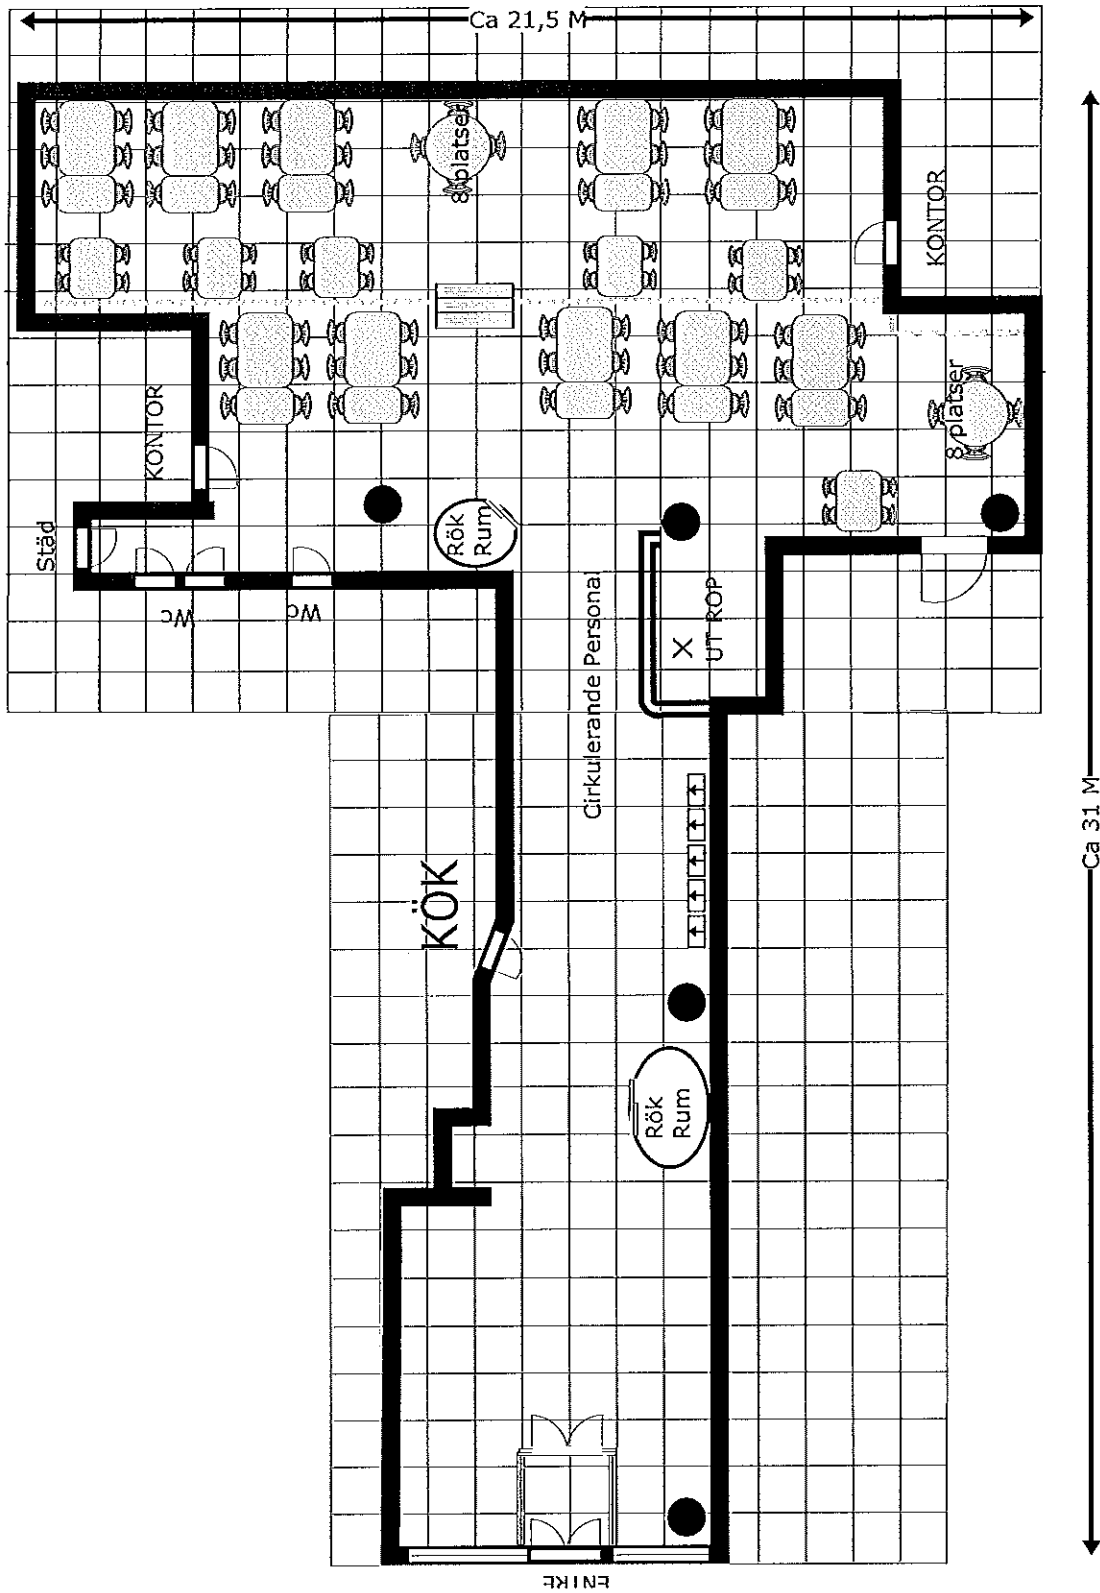 Ca 21,5 M
8 platser
KONTOR
KONTOR
8 platser
Städ
Rök
Rum
Wc
Wc
Cirkulerande Personal
X
UT ROP
KÖK
Ca 31 M
Rök
Rum
ENTRE